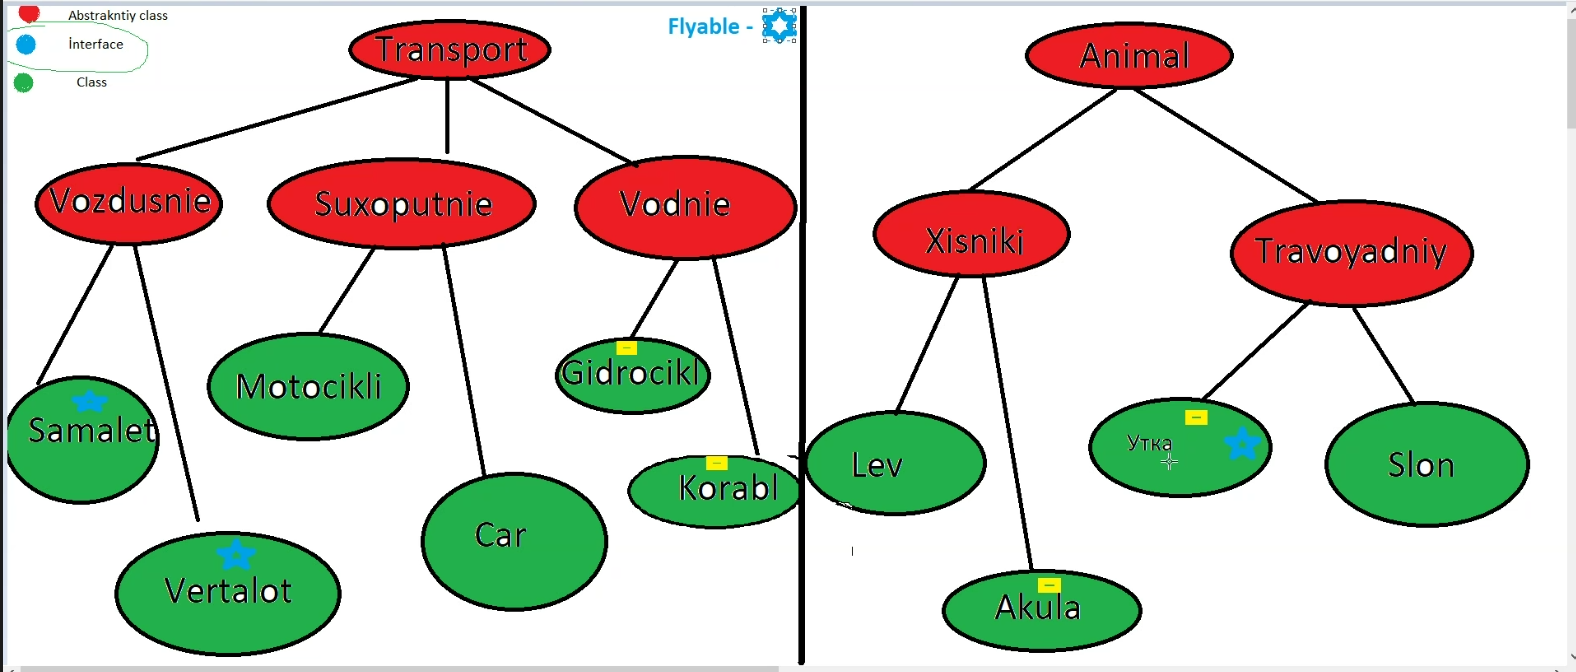 Abstrakntiy class
İnterface
Class
Flyable -
Transport
Animal
Vozdusnie
Suxoputnie
Vodnie
Xisniki
Travoyadniy
Samalet
Motocikli
Gidrocikl
Korabl
Vertalot
Car
Lev
Утка
Slon
Akula